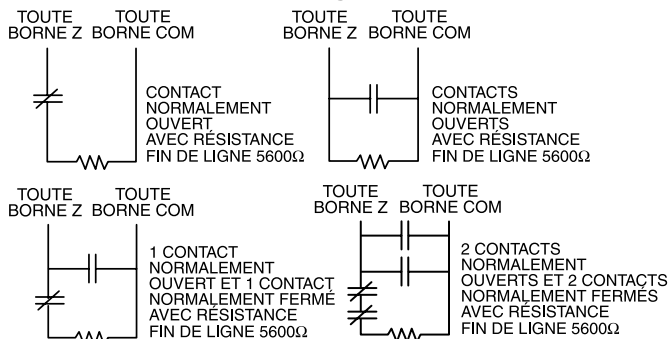 TOUTE TOUTE
BORNE Z BORNE COM
CONTACT
NORMALEMENT
OUVERT
AVEC RÉSISTANCE
FIN DE LIGNE 5600Ω
TOUTE TOUTE
BORNE Z BORNE COM
CONTACTS
NORMALEMENT
OUVERTS
AVEC RÉSISTANCE
FIN DE LIGNE 5600Ω
TOUTE TOUTE
BORNE Z BORNE COM
1 CONTACT
NORMALEMENT
OUVERT ET 1 CONTACT
NORMALEMENT FERMÉ
AVEC RÉSISTANCE
FIN DE LIGNE 5600Ω
TOUTE TOUTE
BORNE Z BORNE COM
2 CONTACTS
NORMALEMENT
OUVERTS ET 2 CONTACTS
NORMALEMENT FERMÉS
AVEC RÉSISTANCE
FIN DE LIGNE 5600Ω